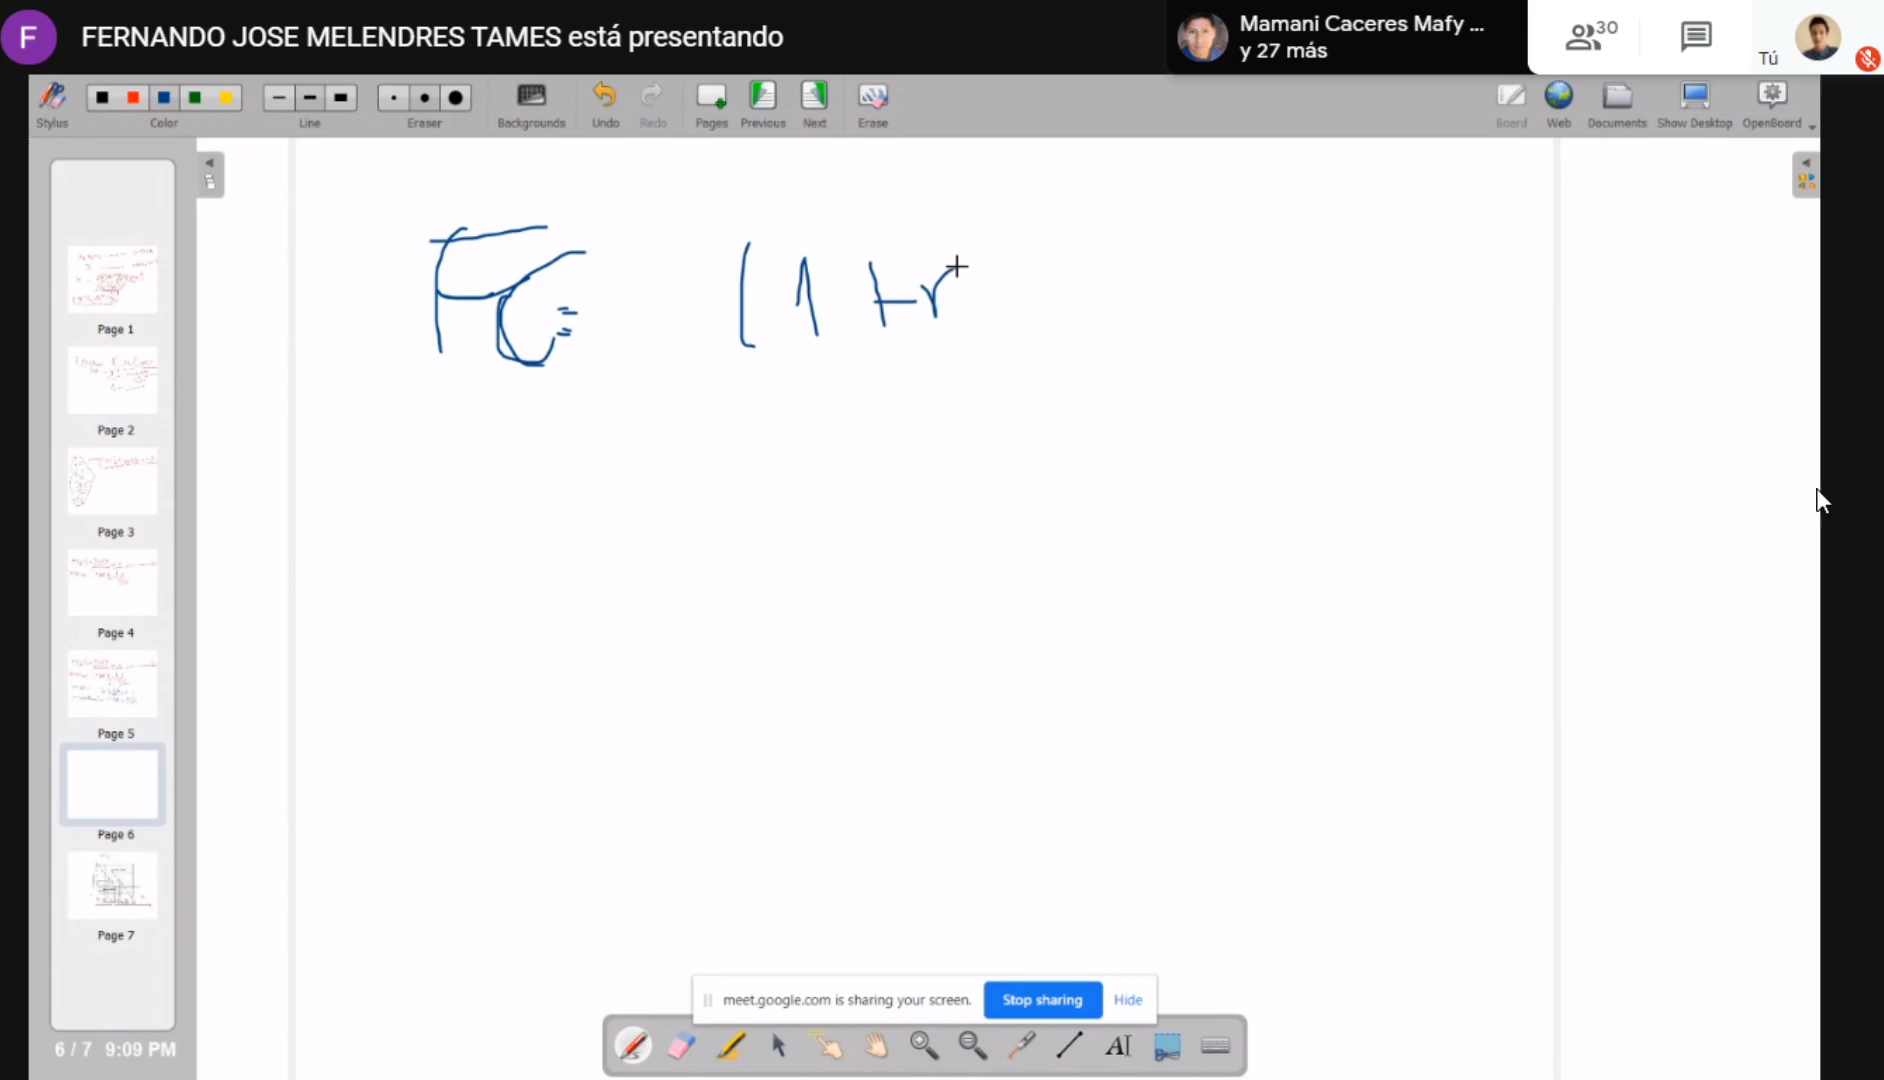 F
FERNANDO JOSE MELENDRES TAMES está presentando
Mamani Caceres Mafy ...
y 27 más
30
Tú
Stylus
Color
Line
Eraser
Backgrounds
Undo
Redo
Pages
Previous
Next
Erase
Board
Web
Documents
Show Desktop
OpenBoard
Fc = (1 + r
Page 1
Page 2
Page 3
Page 4
Page 5
Page 6
Page 7
6 / 7 9:09 PM
meet.google.com is sharing your screen.
Stop sharing
Hide
AI